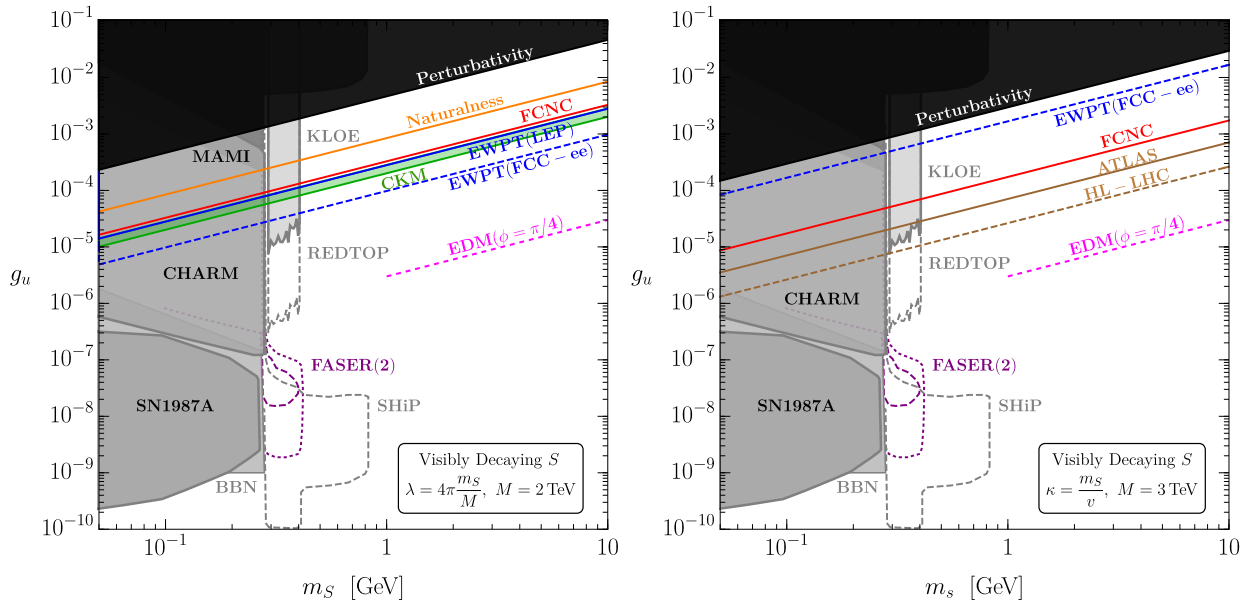 10⁻¹
10⁻²
10⁻³
10⁻⁴
10⁻⁵
10⁻⁶
10⁻⁷
10⁻⁸
10⁻⁹
10⁻¹⁰
g_u
Perturbativity
Naturalness
FCNC
KLOE
EWPT(LEP)
MAMI
EWPT(FCC−ee)
CKM
EDM(ϕ = π/4)
REDTOP
CHARM
FASER(2)
SN1987A
SHiP
BBN
Visibly Decaying S
λ = 4π m_S/M, M = 2 TeV
10⁻¹
1
10
m_S [GeV]
10⁻¹
10⁻²
10⁻³
10⁻⁴
10⁻⁵
10⁻⁶
10⁻⁷
10⁻⁸
10⁻⁹
10⁻¹⁰
g_u
Perturbativity
EWPT(FCC−ee)
FCNC
ATLAS
KLOE
HL−LHC
EDM(ϕ = π/4)
REDTOP
CHARM
FASER(2)
SN1987A
SHiP
BBN
Visibly Decaying S
κ = m_S/v, M = 3 TeV
10⁻¹
1
10
m_s [GeV]